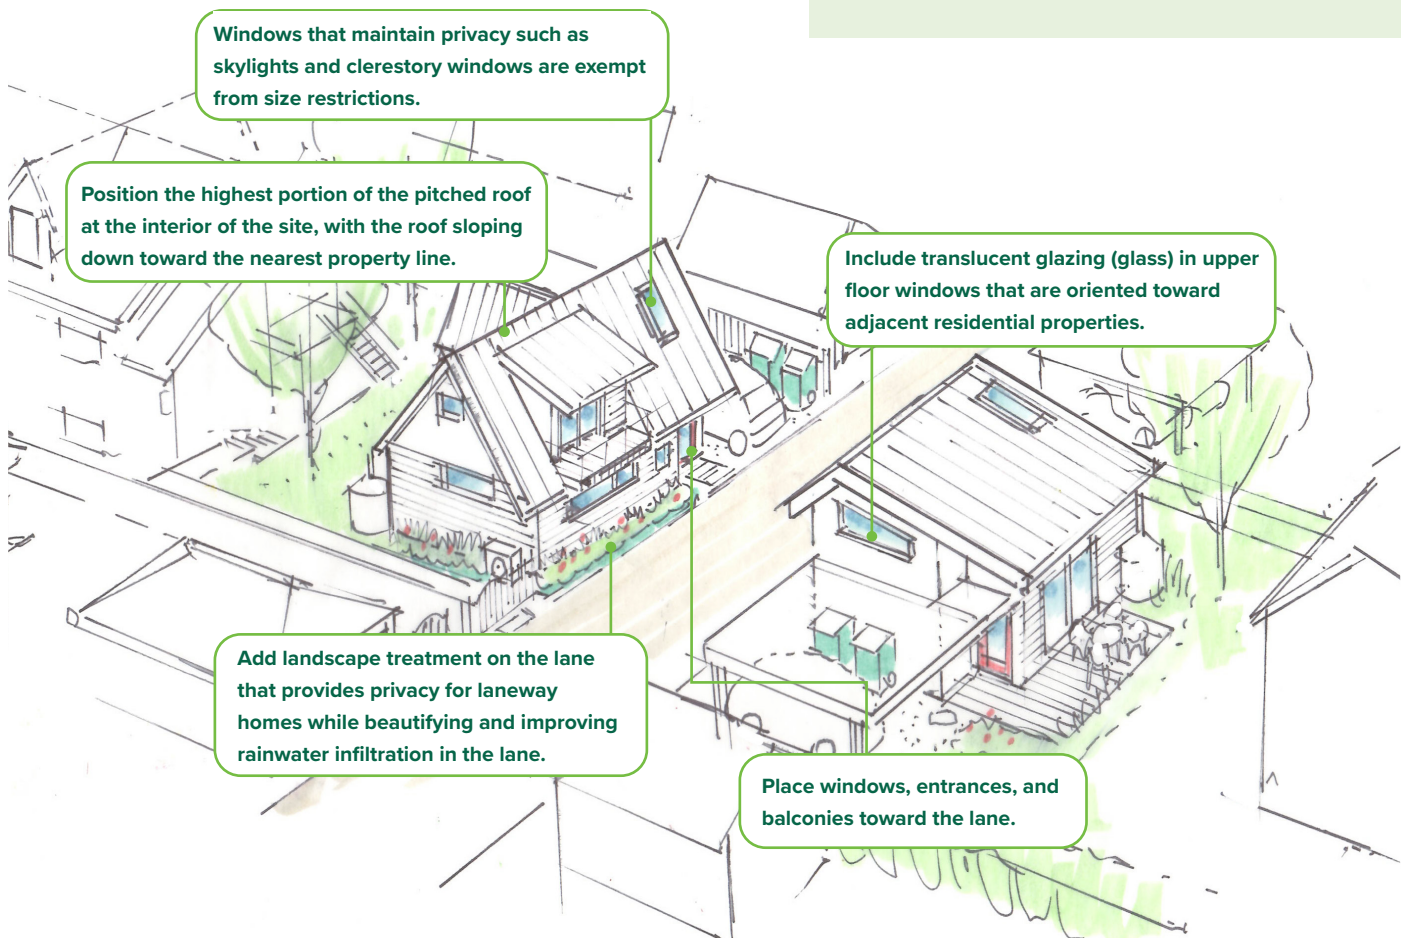 Windows that maintain privacy such as
skylights and clerestory windows are exempt
from size restrictions.
Position the highest portion of the pitched roof
at the interior of the site, with the roof sloping
down toward the nearest property line.
Include translucent glazing (glass) in upper
floor windows that are oriented toward
adjacent residential properties.
Add landscape treatment on the lane
that provides privacy for laneway
homes while beautifying and improving
rainwater infiltration in the lane.
Place windows, entrances, and
balconies toward the lane.